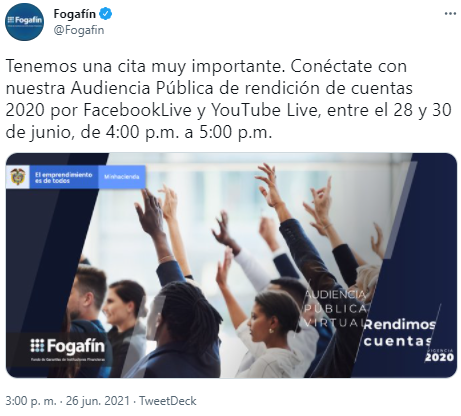 Fogafín
@Fogafin
Tenemos una cita muy importante. Conéctate con
nuestra Audiencia Pública de rendición de cuentas
2020 por FacebookLive y YouTube Live, entre el 28 y 30
de junio, de 4:00 p.m. a 5:00 p.m.
Fogafín
El emprendimiento
es de todos
Minhacienda
AUDIENCIA
PÚBLICA
VIRTUAL
Rendimos
cuentas
VIGENCIA
2020
Fogafín
Fondo de Garantías de Instituciones Financieras
3:00 p. m. · 26 jun. 2021 · TweetDeck